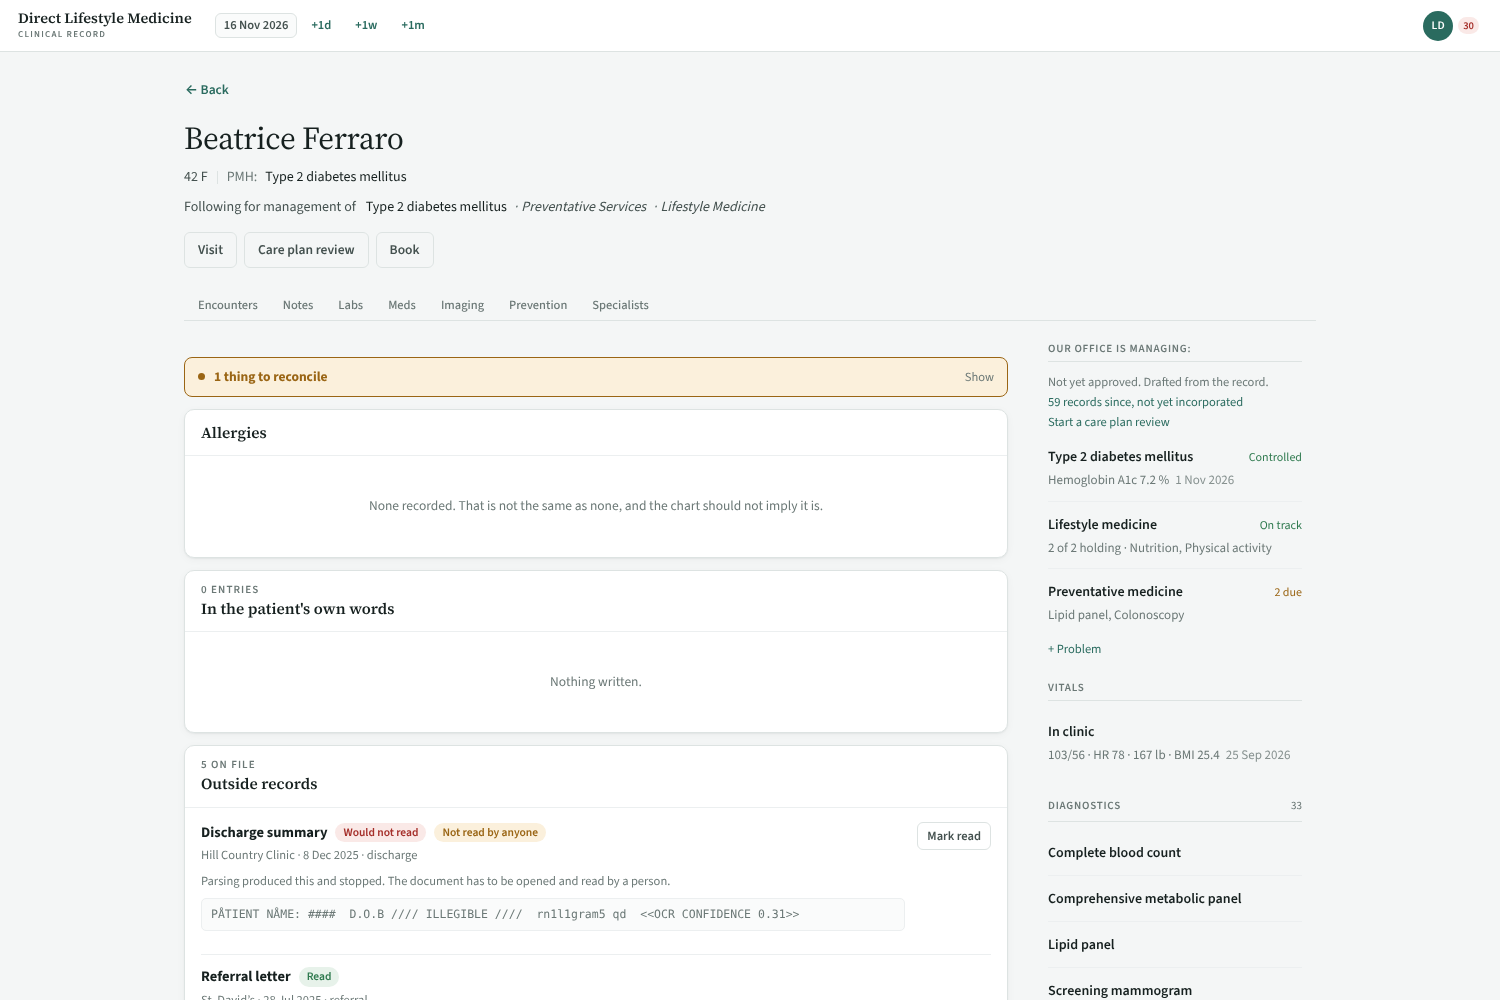 Direct Lifestyle Medicine
CLINICAL RECORD
16 Nov 2026 +1d +1w +1m
LD 30
← Back
Beatrice Ferraro
42 F PMH: Type 2 diabetes mellitus
Following for management of Type 2 diabetes mellitus · Preventative Services · Lifestyle Medicine
Visit Care plan review Book
Encounters Notes Labs Meds Imaging Prevention Specialists
1 thing to reconcile Show
Allergies
None recorded. That is not the same as none, and the chart should not imply it is.
0 ENTRIES
In the patient's own words
Nothing written.
5 ON FILE
Outside records
Discharge summary Would not read Not read by anyone Mark read
Hill Country Clinic · 8 Dec 2025 · discharge
Parsing produced this and stopped. The document has to be opened and read by a person.
PÅTIENT NÅME: #### D.O.B //// ILLEGIBLE //// rn1l1gram5 qd <<OCR CONFIDENCE 0.31>>
Referral letter Read
St. David's · 28 Jul 2025 · referral
OUR OFFICE IS MANAGING:
Not yet approved. Drafted from the record.
59 records since, not yet incorporated
Start a care plan review
Type 2 diabetes mellitus Controlled
Hemoglobin A1c 7.2 % 1 Nov 2026
Lifestyle medicine On track
2 of 2 holding · Nutrition, Physical activity
Preventative medicine 2 due
Lipid panel, Colonoscopy
+ Problem
VITALS
In clinic
103/56 · HR 78 · 167 lb · BMI 25.4 25 Sep 2026
DIAGNOSTICS 33
Complete blood count
Comprehensive metabolic panel
Lipid panel
Screening mammogram